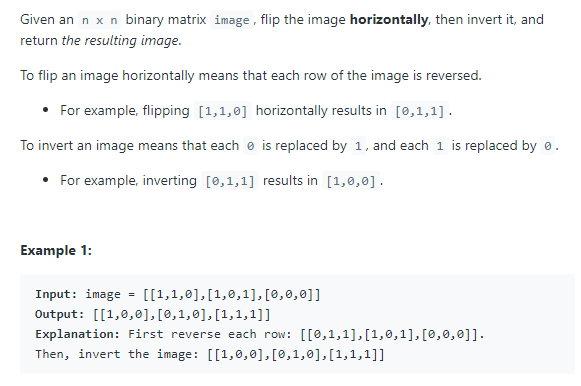 Given an n x n binary matrix image, flip the image horizontally, then invert it, and
return the resulting image.
To flip an image horizontally means that each row of the image is reversed.
• For example, flipping [1,1,0] horizontally results in [0,1,1].
To invert an image means that each 0 is replaced by 1, and each 1 is replaced by 0.
• For example, inverting [0,1,1] results in [1,0,0].
Example 1:
Input: image = [[1,1,0],[1,0,1],[0,0,0]]
Output: [[1,0,0],[0,1,0],[1,1,1]]
Explanation: First reverse each row: [[0,1,1],[1,0,1],[0,0,0]].
Then, invert the image: [[1,0,0],[0,1,0],[1,1,1]]